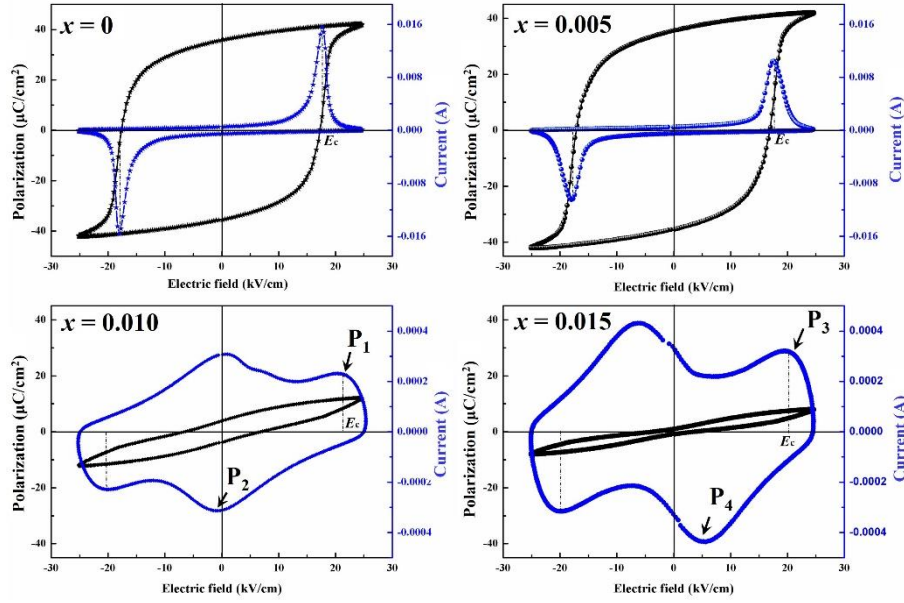 x = 0
40
20
0
-20
-40
Polarization (μC/cm²)
0.016
0.008
0.000
-0.008
-0.016
Current (A)
Ec
-30 -20 -10 0 10 20 30
Electric field (kV/cm)
x = 0.005
40
20
0
-20
-40
Polarization (μC/cm²)
0.016
0.008
0.000
-0.008
-0.016
Current (A)
Ec
-30 -20 -10 0 10 20 30
Electric field (kV/cm)
x = 0.010
P1
40
20
0
-20
-40
Polarization (μC/cm²)
0.0004
0.0002
0.0000
-0.0002
-0.0004
Current (A)
Ec
P2
-30 -20 -10 0 10 20 30
Electric field (kV/cm)
x = 0.015
P3
40
20
0
-20
-40
Polarization (μC/cm²)
0.0004
0.0002
0.0000
-0.0002
-0.0004
Current (A)
Ec
P4
-30 -20 -10 0 10 20 30
Electric field (kV/cm)